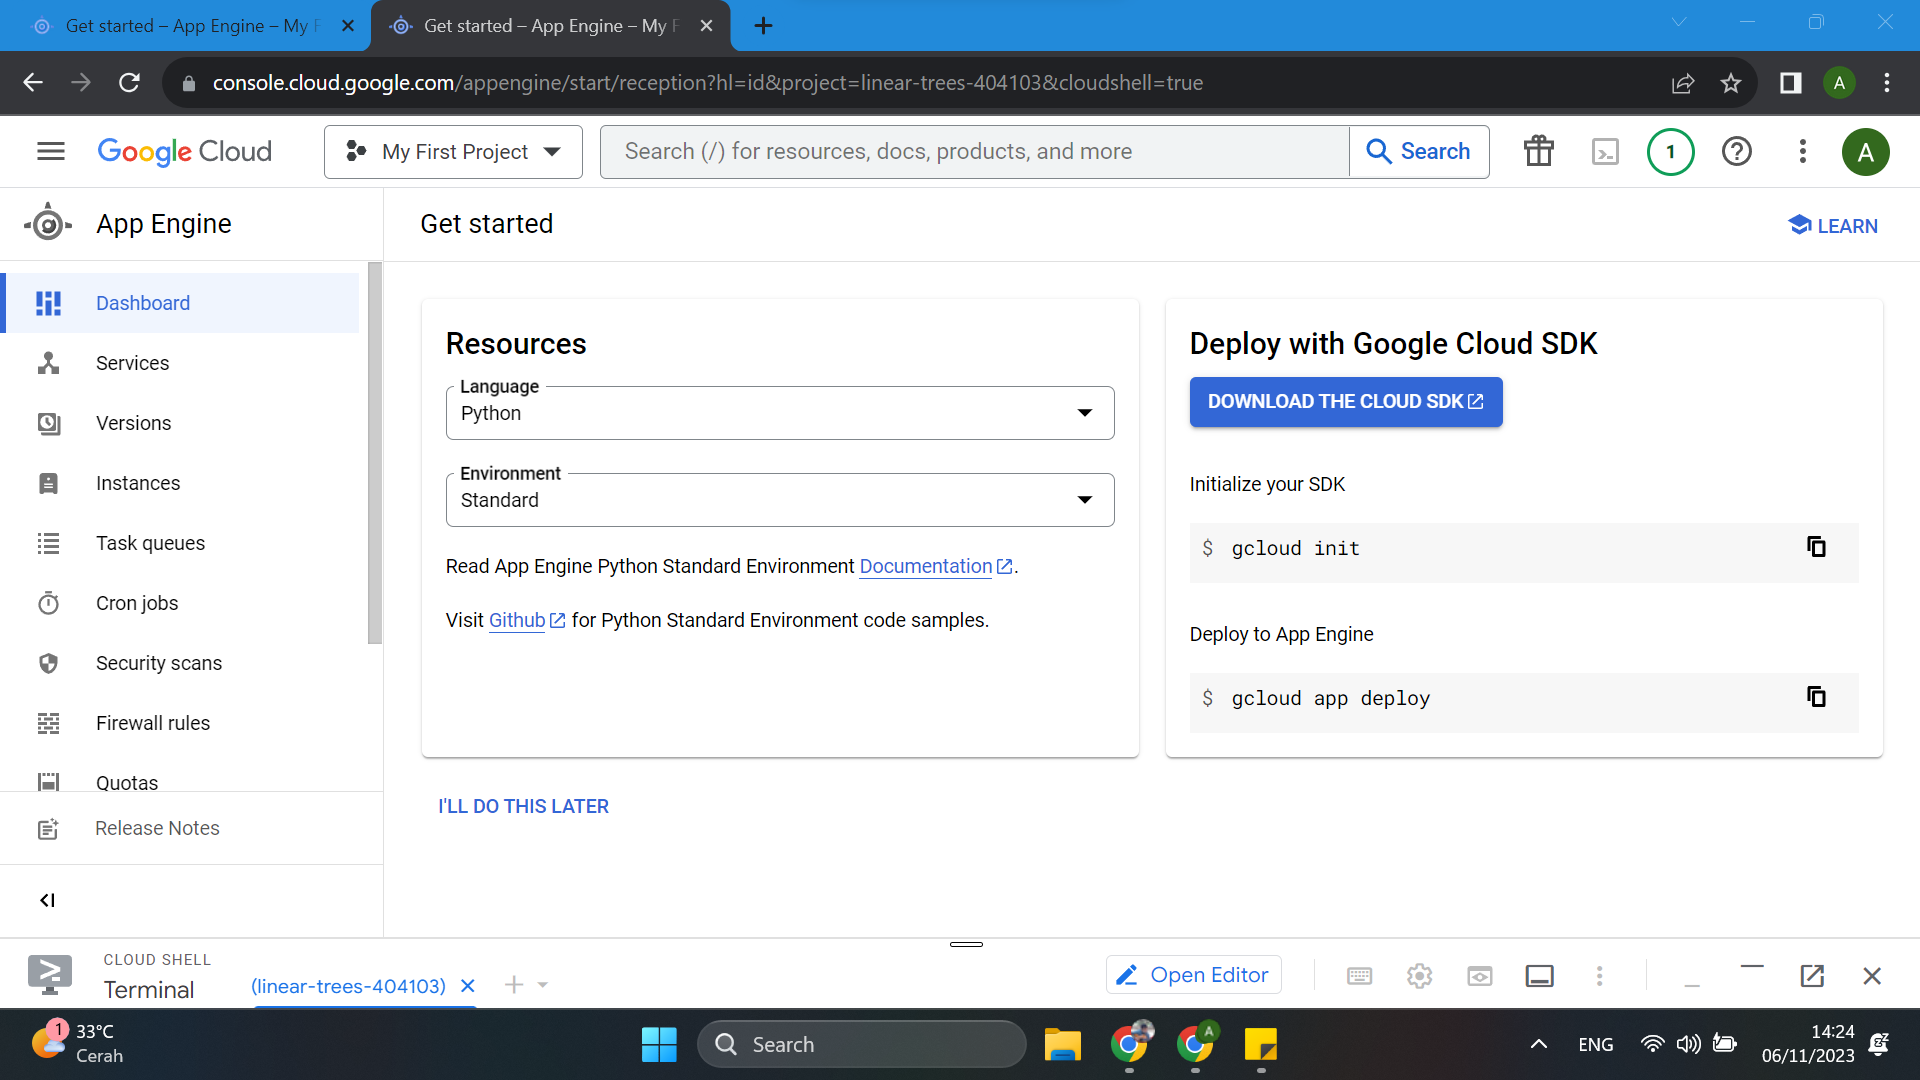 Get started – App Engine – My F
Get started – App Engine – My F
console.cloud.google.com/appengine/start/reception?hl=id&project=linear-trees-404103&cloudshell=true
A
Google Cloud
My First Project
Search (/) for resources, docs, products, and more
Search
1
A
App Engine
Get started
LEARN
Dashboard
Services
Versions
Instances
Task queues
Cron jobs
Security scans
Firewall rules
Quotas
Release Notes
Resources
Language
Python
Environment
Standard
Read App Engine Python Standard Environment Documentation.
Visit Github for Python Standard Environment code samples.
Deploy with Google Cloud SDK
DOWNLOAD THE CLOUD SDK
Initialize your SDK
$ gcloud init
Deploy to App Engine
$ gcloud app deploy
I'LL DO THIS LATER
CLOUD SHELL
Terminal
(linear-trees-404103)
Open Editor
1
33°C
Cerah
Search
A
ENG
14:24
06/11/2023